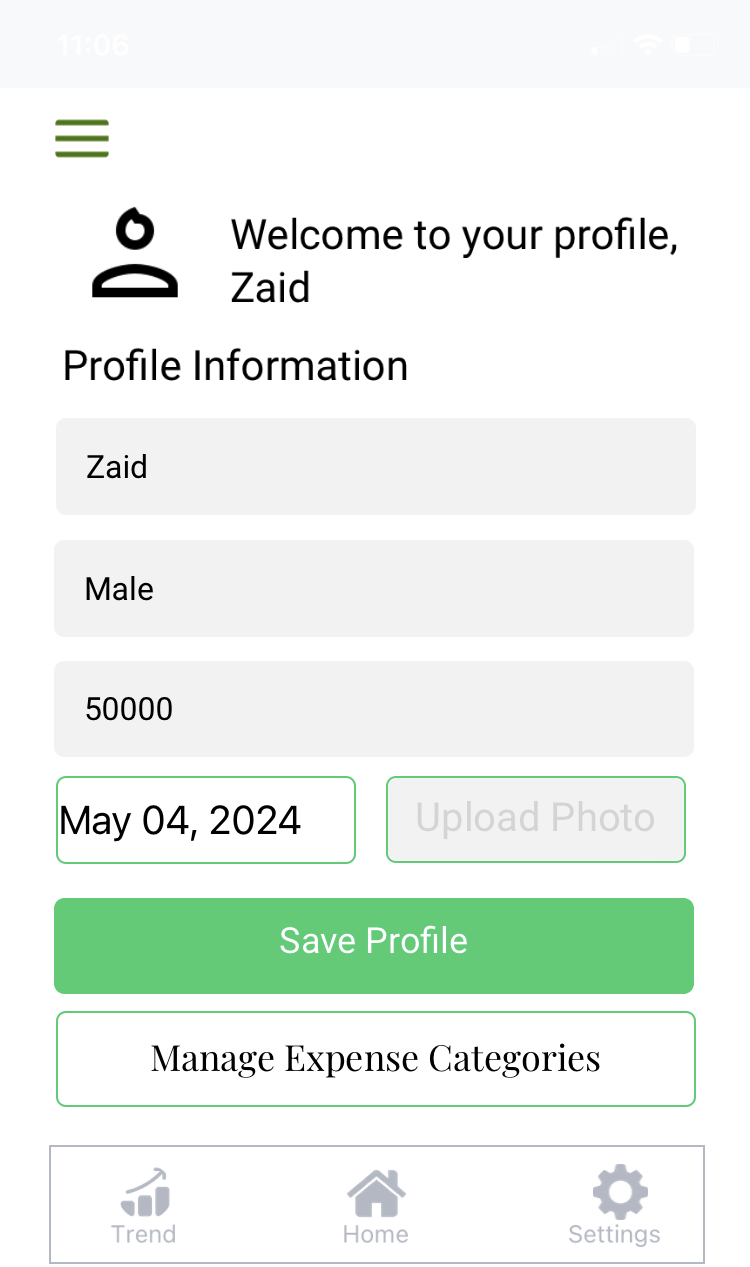 11:06
Welcome to your profile,
Zaid
Profile Information
Zaid
Male
50000
May 04, 2024
Upload Photo
Save Profile
Manage Expense Categories
Trend
Home
Settings